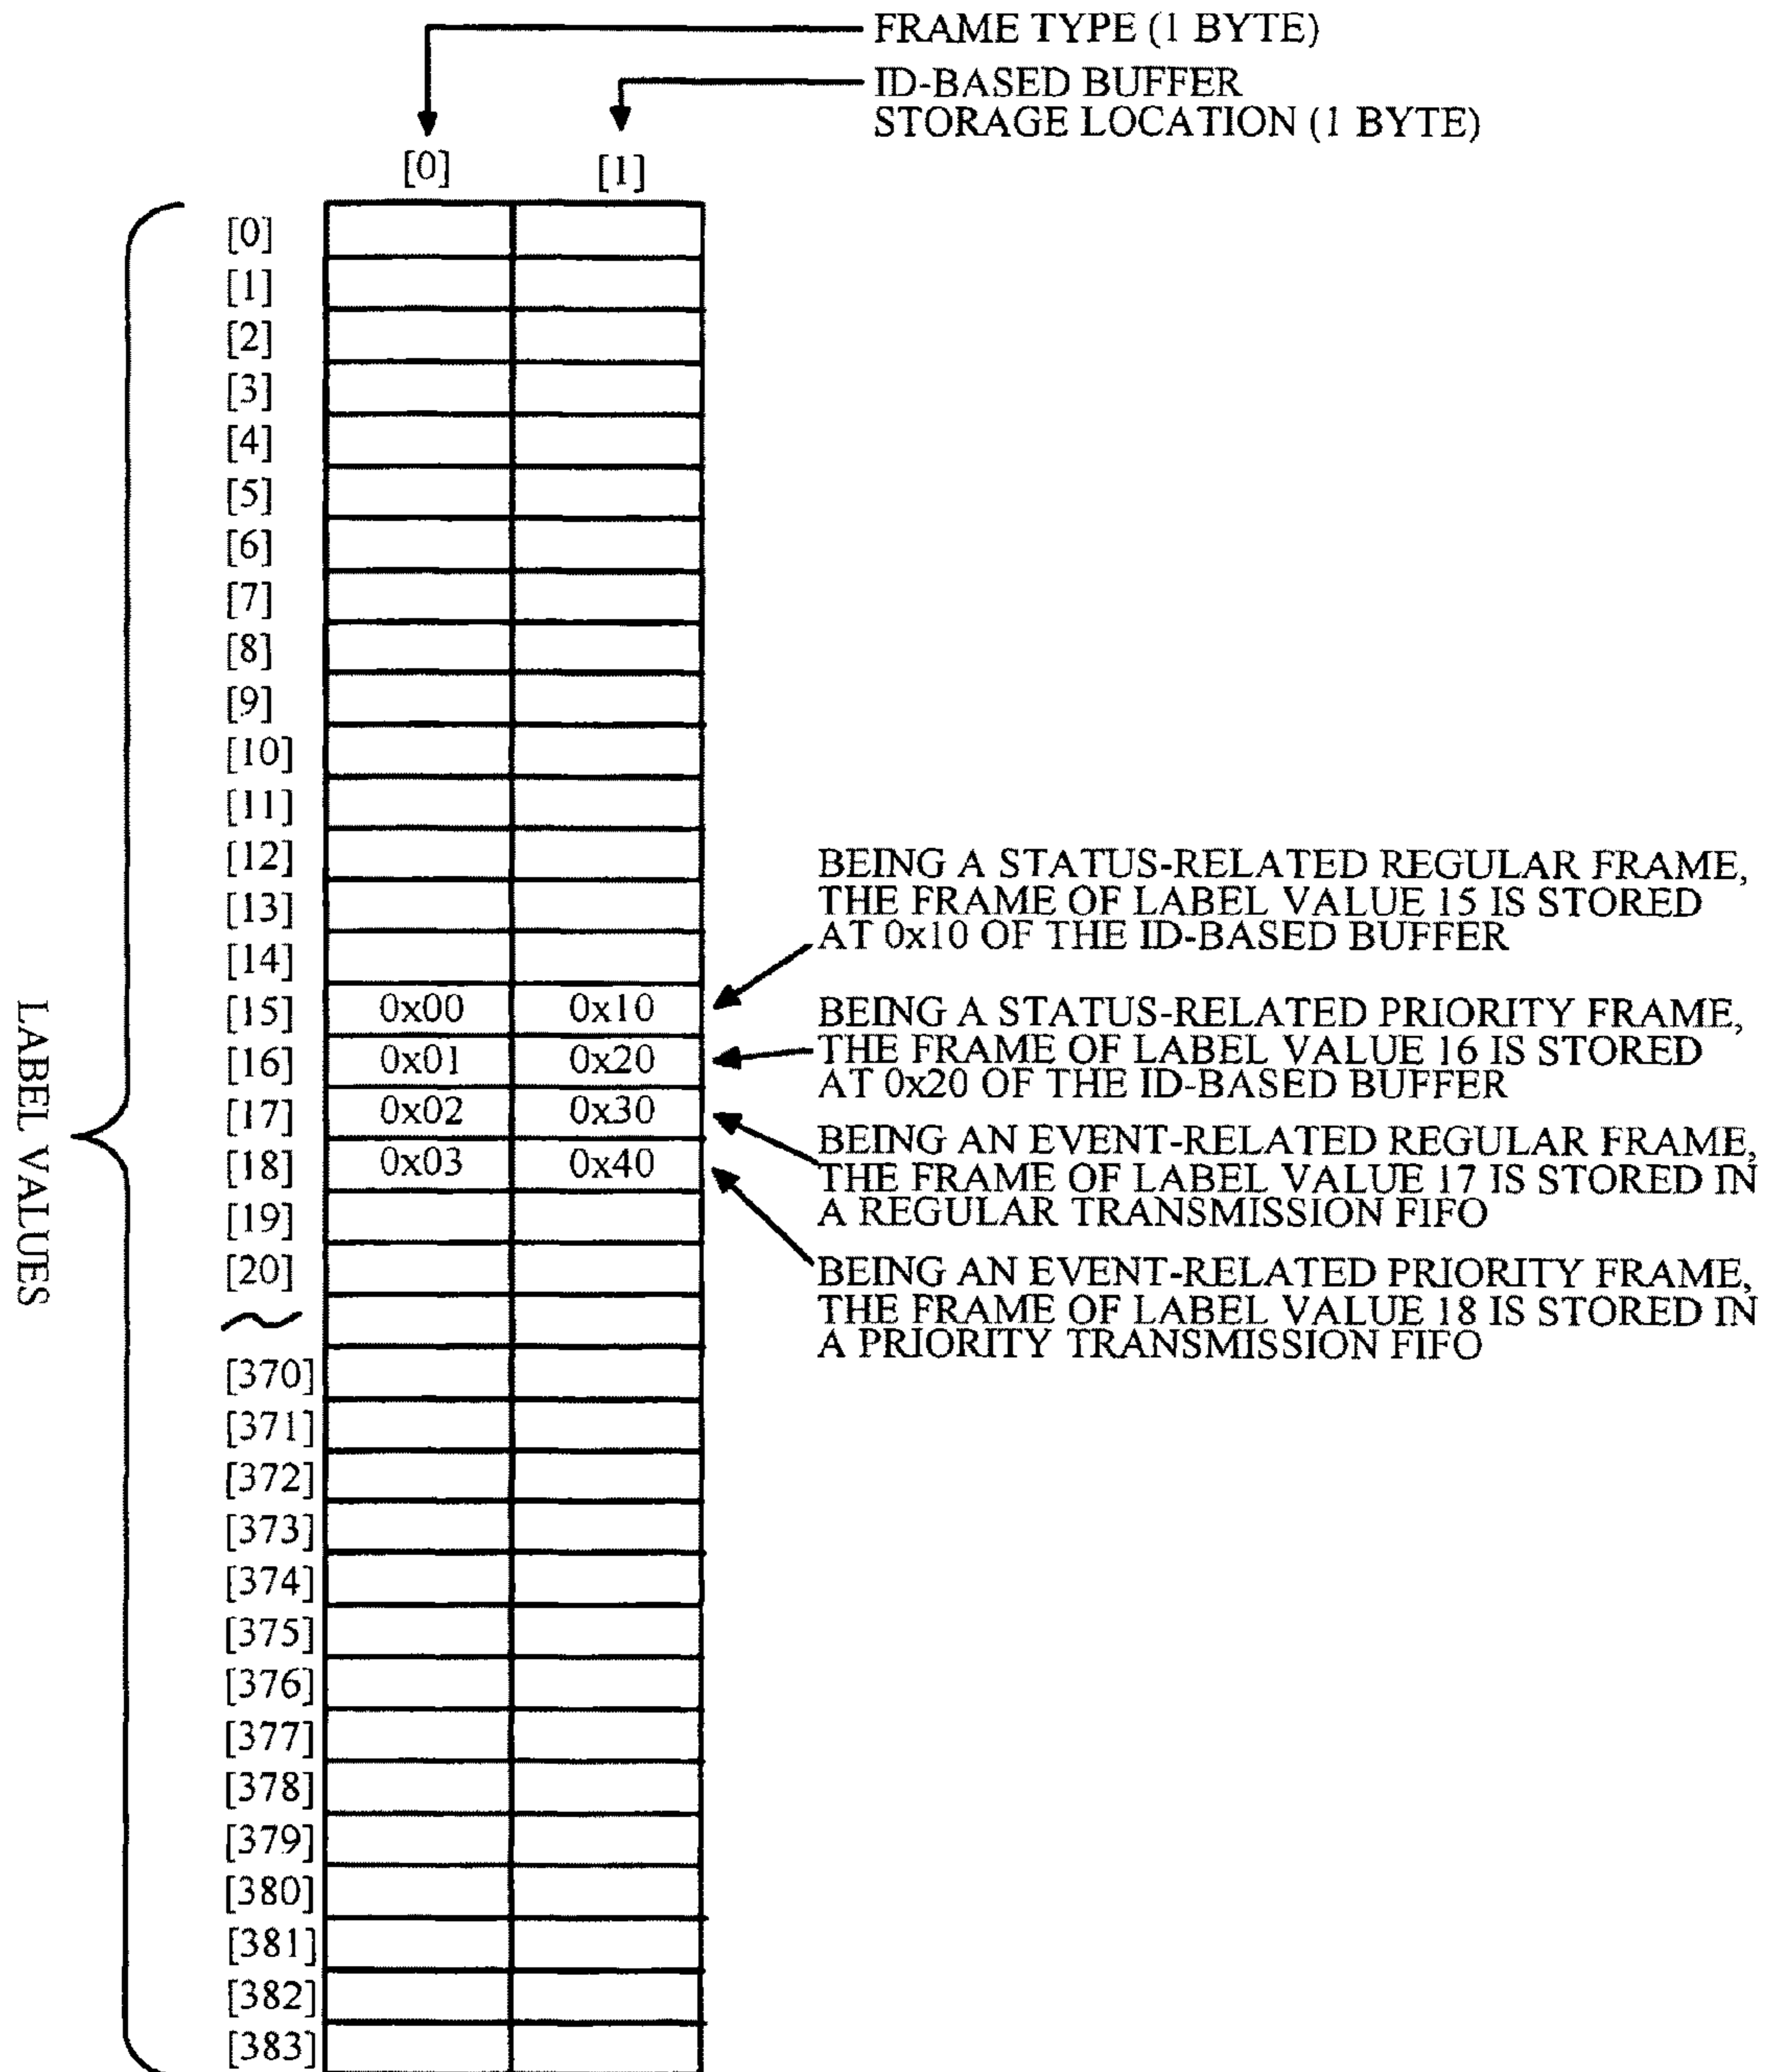 FRAME TYPE (1 BYTE)
ID-BASED BUFFER
STORAGE LOCATION (1 BYTE)
[0] [1]
[0]
[1]
[2]
[3]
[4]
[5]
[6]
[7]
[8]
[9]
[10]
[11]
[12]
[13]
[14]
[15] 0x00 0x10
[16] 0x01 0x20
[17] 0x02 0x30
[18] 0x03 0x40
[19]
[20]
[370]
[371]
[372]
[373]
[374]
[375]
[376]
[377]
[378]
[379]
[380]
[381]
[382]
[383]
LABEL VALUES
BEING A STATUS-RELATED REGULAR FRAME,
THE FRAME OF LABEL VALUE 15 IS STORED
AT 0x10 OF THE ID-BASED BUFFER
BEING A STATUS-RELATED PRIORITY FRAME,
THE FRAME OF LABEL VALUE 16 IS STORED
AT 0x20 OF THE ID-BASED BUFFER
BEING AN EVENT-RELATED REGULAR FRAME,
THE FRAME OF LABEL VALUE 17 IS STORED IN
A REGULAR TRANSMISSION FIFO
BEING AN EVENT-RELATED PRIORITY FRAME,
THE FRAME OF LABEL VALUE 18 IS STORED IN
A PRIORITY TRANSMISSION FIFO